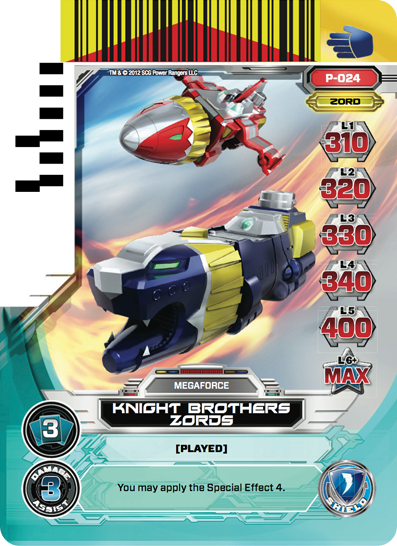 TM & © 2012 SCG Power Rangers LLC
P-024
ZORD
L1
310
L2
320
L3
330
L4
340
L5
400
L6+
MAX
MEGAFORCE
KNIGHT BROTHERS
ZORDS
3
[PLAYED]
DAMAGE
3
ASSIST
You may apply the Special Effect 4.
SHIELD